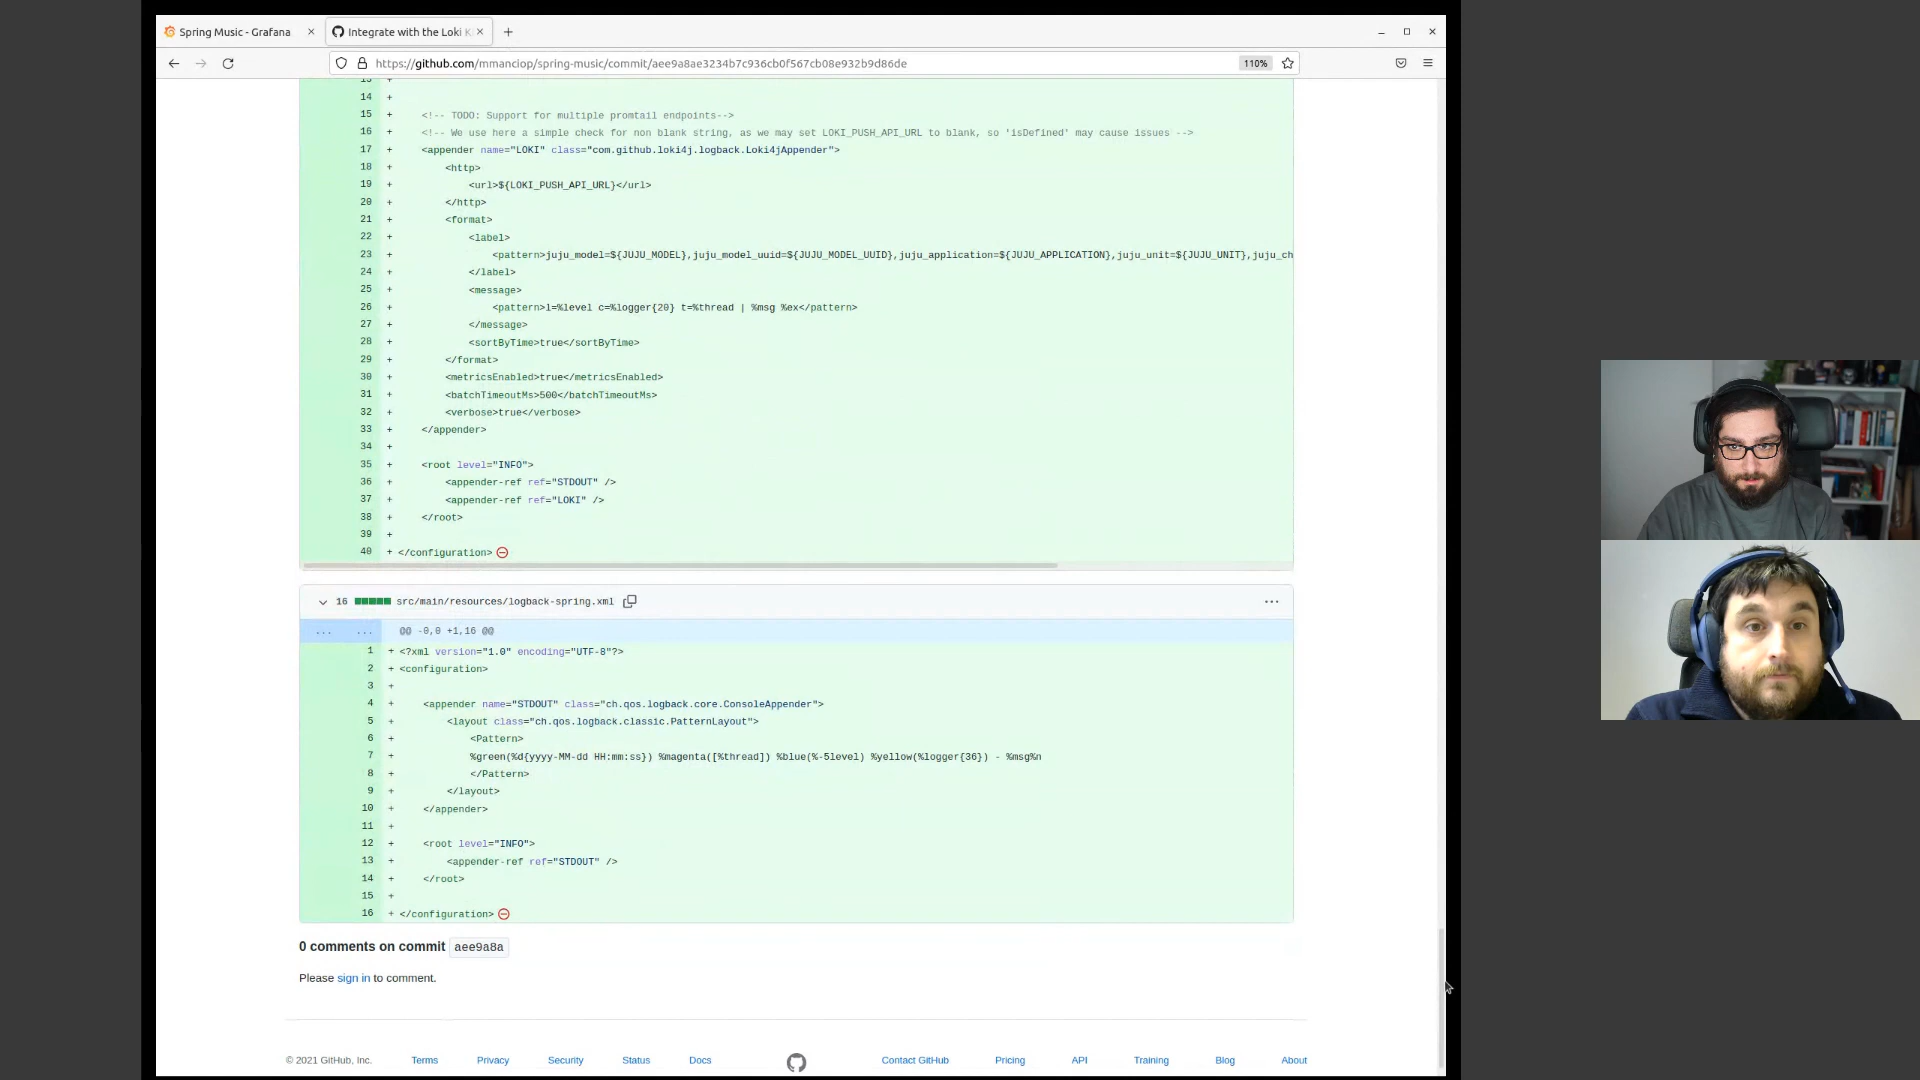 Spring Music - Grafana
Integrate with the Loki K
https://github.com/mmanciop/spring-music/commit/aee9a8ae3234b7c936cb0f567cb08e932b9d86de
110%
13 +
14 +
15 + <!-- TODO: Support for multiple promtail endpoints-->
16 + <!-- We use here a simple check for non blank string, as we may set LOKI_PUSH_API_URL to blank, so 'isDefined' may cause issues -->
17 + <appender name="LOKI" class="com.github.loki4j.logback.Loki4jAppender">
18 + <http>
19 + <url>${LOKI_PUSH_API_URL}</url>
20 + </http>
21 + <format>
22 + <label>
23 + <pattern>juju_model=${JUJU_MODEL},juju_model_uuid=${JUJU_MODEL_UUID},juju_application=${JUJU_APPLICATION},juju_unit=${JUJU_UNIT},juju_ch
24 + </label>
25 + <message>
26 + <pattern>l=%level c=%logger{20} t=%thread | %msg %ex</pattern>
27 + </message>
28 + <sortByTime>true</sortByTime>
29 + </format>
30 + <metricsEnabled>true</metricsEnabled>
31 + <batchTimeoutMs>500</batchTimeoutMs>
32 + <verbose>true</verbose>
33 + </appender>
34 +
35 + <root level="INFO">
36 + <appender-ref ref="STDOUT" />
37 + <appender-ref ref="LOKI" />
38 + </root>
39 +
40 + </configuration>
16 src/main/resources/logback-spring.xml
... ... @@ -0,0 +1,16 @@
1 + <?xml version="1.0" encoding="UTF-8"?>
2 + <configuration>
3 +
4 + <appender name="STDOUT" class="ch.qos.logback.core.ConsoleAppender">
5 + <layout class="ch.qos.logback.classic.PatternLayout">
6 + <Pattern>
7 + %green(%d{yyyy-MM-dd HH:mm:ss}) %magenta([%thread]) %blue(%-5level) %yellow(%logger{36}) - %msg%n
8 + </Pattern>
9 + </layout>
10 + </appender>
11 +
12 + <root level="INFO">
13 + <appender-ref ref="STDOUT" />
14 + </root>
15 +
16 + </configuration>
0 comments on commit aee9a8a
Please sign in to comment.
© 2021 GitHub, Inc. Terms Privacy Security Status Docs Contact GitHub Pricing API Training Blog About